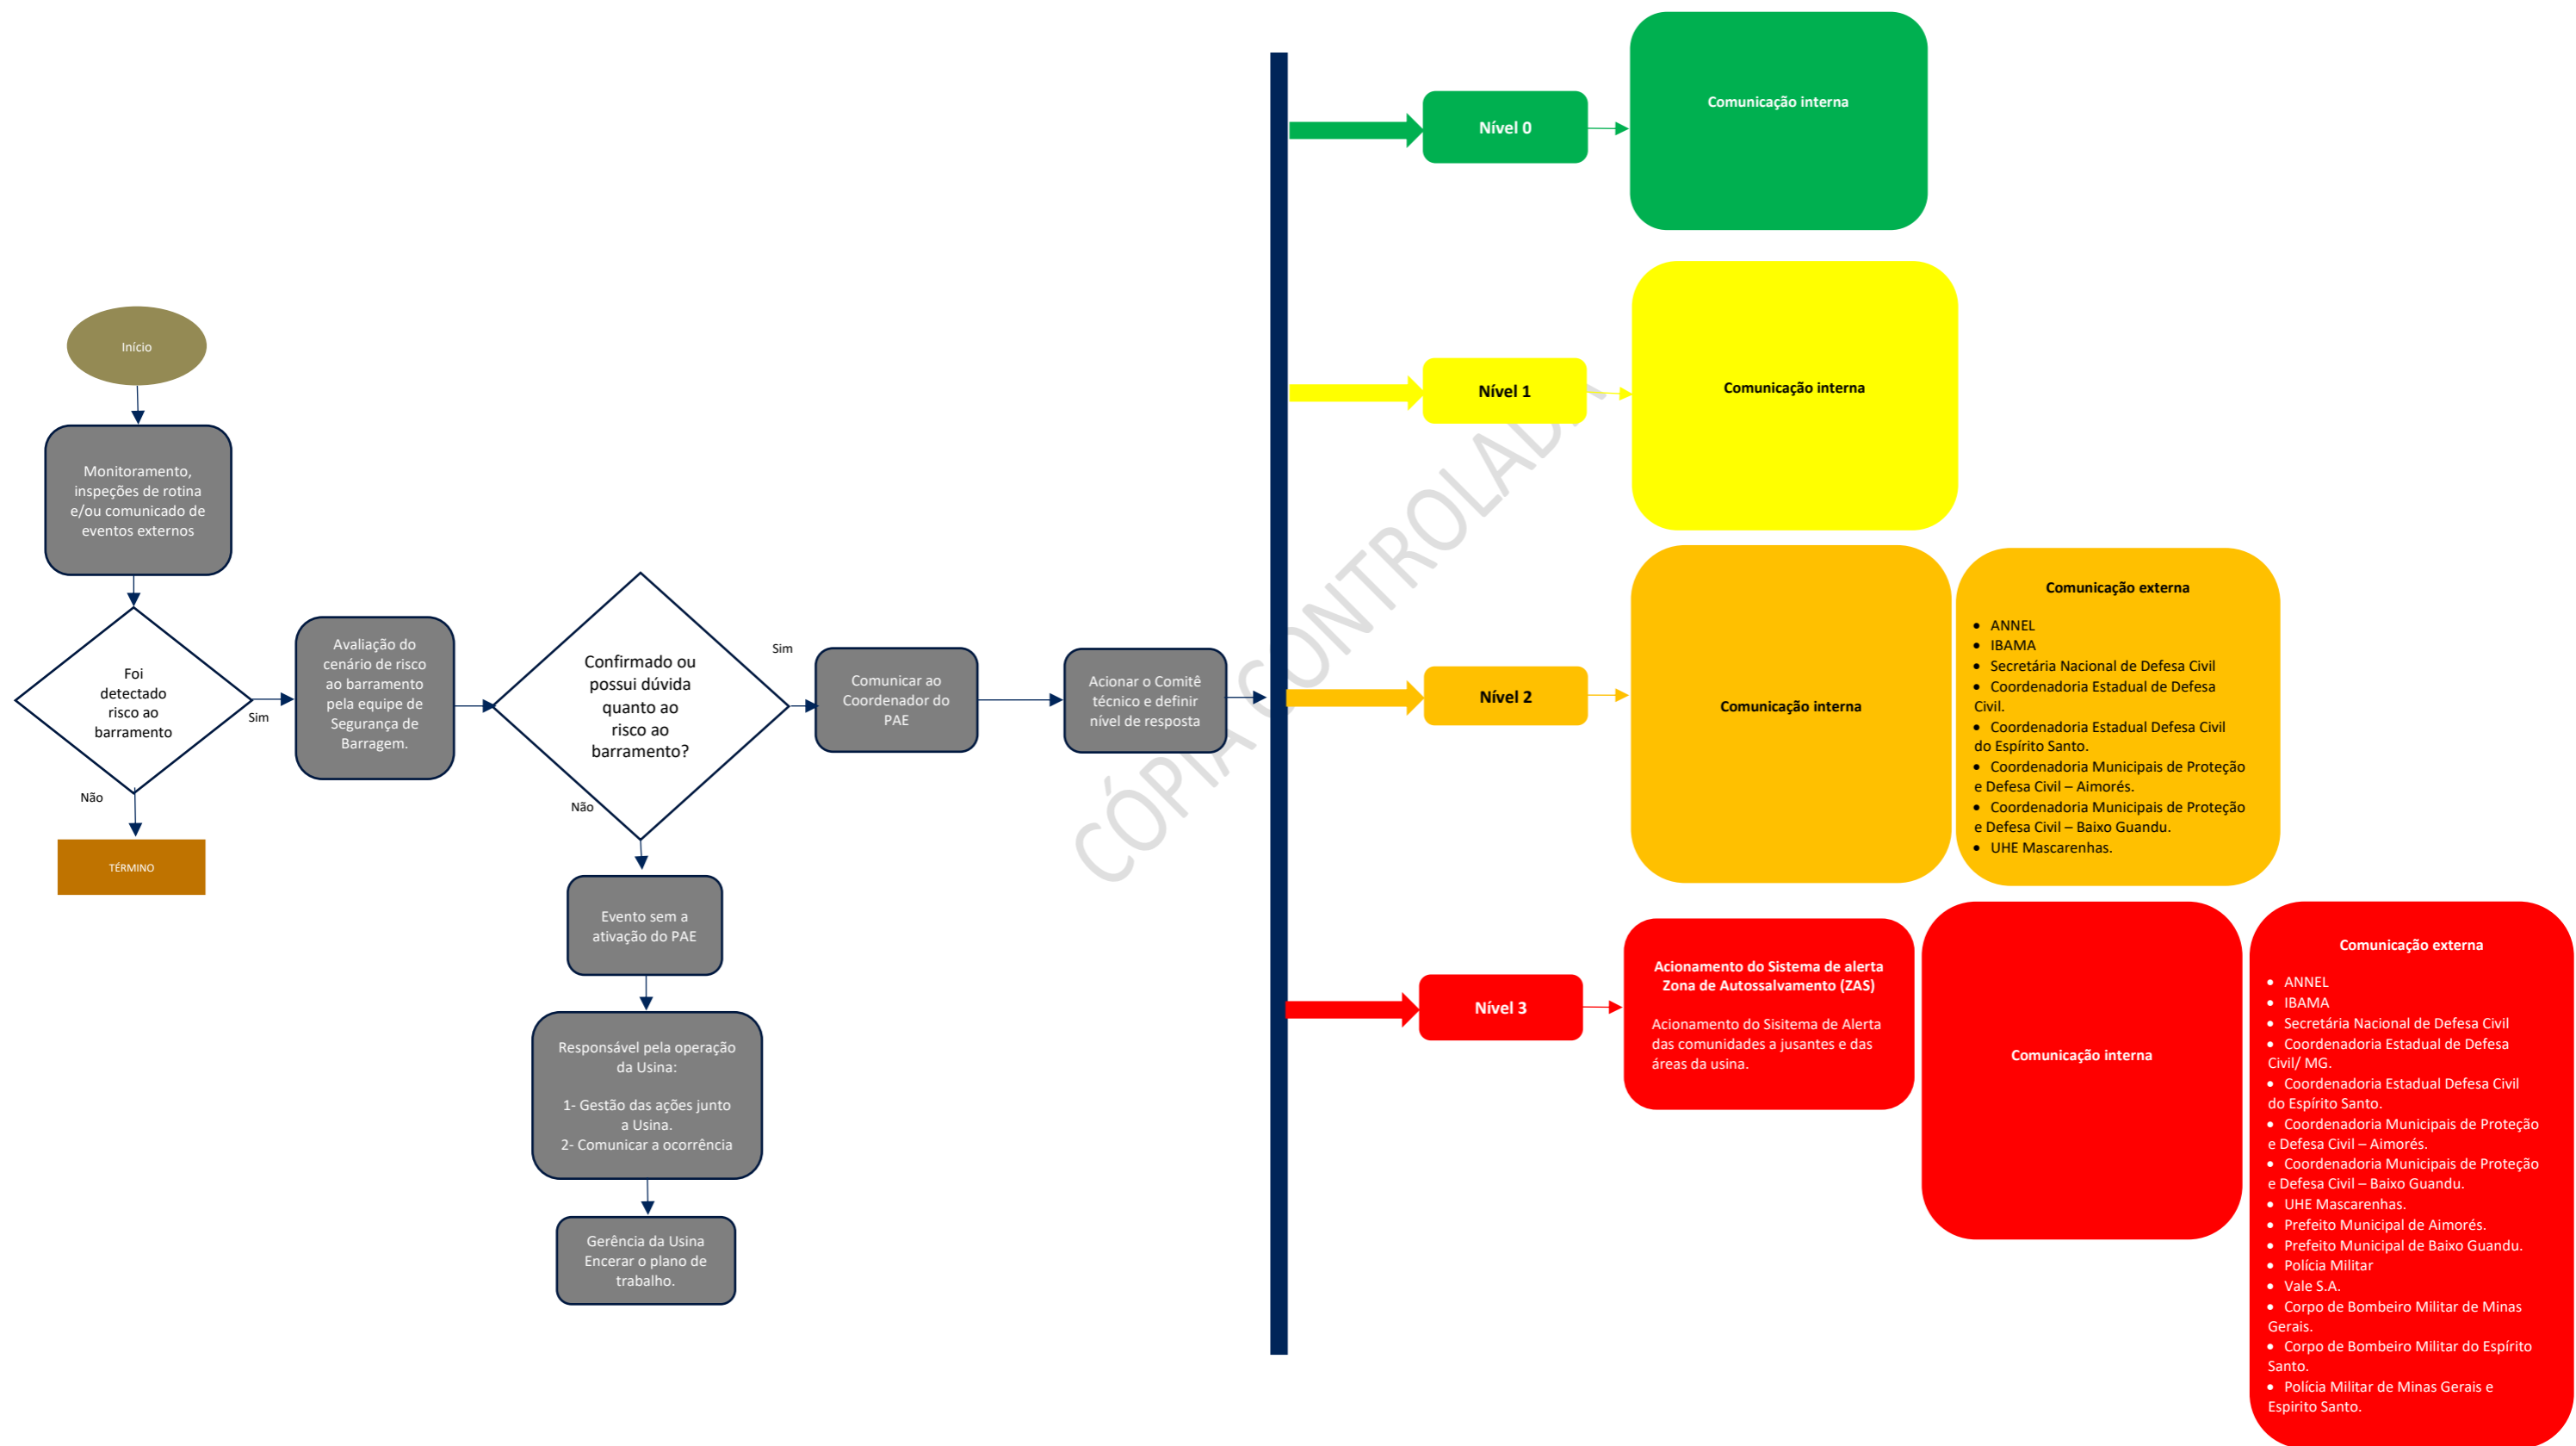 Início
Monitoramento,
inspeções de rotina
e/ou comunicado de
eventos externos
Foi
detectado
risco ao
barramento
Sim
Não
TÉRMINO
Avaliação do
cenário de risco
ao barramento
pela equipe de
Segurança de
Barragem.
Confirmado ou
possui dúvida
quanto ao
risco ao
barramento?
Sim
Não
Evento sem a
ativação do PAE
Responsável pela operação
da Usina:
1- Gestão das ações junto
a Usina.
2- Comunicar a ocorrência
Gerência da Usina
Encerar o plano de
trabalho.
Comunicar ao
Coordenador do
PAE
Acionar o Comitê
técnico e definir
nível de resposta
CÓPIA CONTROLADA
Nível 0
Comunicação interna
Nível 1
Comunicação interna
Nível 2
Comunicação interna
Comunicação externa
• ANNEL
• IBAMA
• Secretária Nacional de Defesa Civil
• Coordenadoria Estadual de Defesa
Civil.
• Coordenadoria Estadual Defesa Civil
do Espírito Santo.
• Coordenadoria Municipais de Proteção
e Defesa Civil – Aimorés.
• Coordenadoria Municipais de Proteção
e Defesa Civil – Baixo Guandu.
• UHE Mascarenhas.
Nível 3
Acionamento do Sistema de alerta
Zona de Autossalvamento (ZAS)
Acionamento do Sisitema de Alerta
das comunidades a jusantes e das
áreas da usina.
Comunicação interna
Comunicação externa
• ANNEL
• IBAMA
• Secretária Nacional de Defesa Civil
• Coordenadoria Estadual de Defesa
Civil/ MG.
• Coordenadoria Estadual Defesa Civil
do Espírito Santo.
• Coordenadoria Municipais de Proteção
e Defesa Civil – Aimorés.
• Coordenadoria Municipais de Proteção
e Defesa Civil – Baixo Guandu.
• UHE Mascarenhas.
• Prefeito Municipal de Aimorés.
• Prefeito Municipal de Baixo Guandu.
• Polícia Militar
• Vale S.A.
• Corpo de Bombeiro Militar de Minas
Gerais.
• Corpo de Bombeiro Militar do Espírito
Santo.
• Polícia Militar de Minas Gerais e
Espirito Santo.